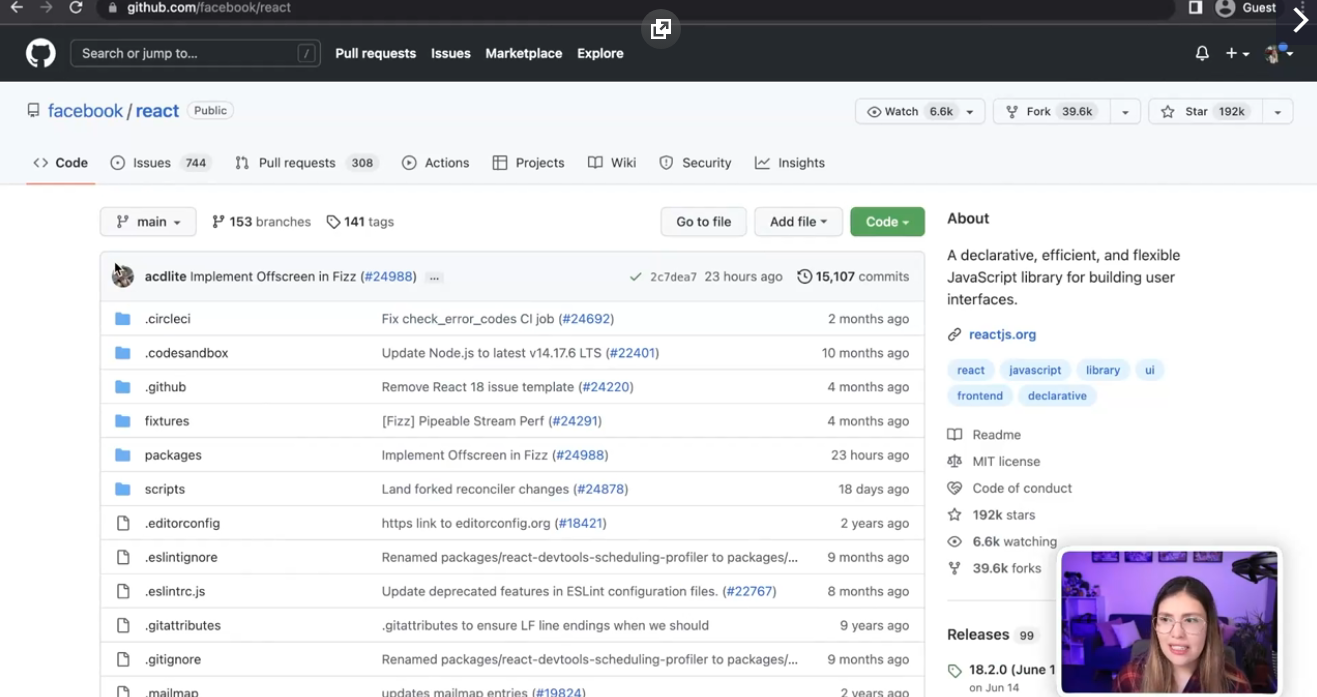 github.com/facebook/react
Guest
Search or jump to... /
Pull requests Issues Marketplace Explore
facebook / react Public
Watch 6.6k Fork 39.6k Star 192k
Code Issues 744 Pull requests 308 Actions Projects Wiki Security Insights
main 153 branches 141 tags Go to file Add file Code
acdlite Implement Offscreen in Fizz (#24988) ... 2c7dea7 23 hours ago 15,107 commits
.circleci Fix check_error_codes CI job (#24692) 2 months ago
.codesandbox Update Node.js to latest v14.17.6 LTS (#22401) 10 months ago
.github Remove React 18 issue template (#24220) 4 months ago
fixtures [Fizz] Pipeable Stream Perf (#24291) 4 months ago
packages Implement Offscreen in Fizz (#24988) 23 hours ago
scripts Land forked reconciler changes (#24878) 18 days ago
.editorconfig https link to editorconfig.org (#18421) 2 years ago
.eslintignore Renamed packages/react-devtools-scheduling-profiler to packages/... 9 months ago
.eslintrc.js Update deprecated features in ESLint configuration files. (#22767) 8 months ago
.gitattributes .gitattributes to ensure LF line endings when we should 9 years ago
.gitignore Renamed packages/react-devtools-scheduling-profiler to packages/... 9 months ago
.mailmap updates mailmap entries (#19824) 2 years ago
About
A declarative, efficient, and flexible
JavaScript library for building user
interfaces.
reactjs.org
react javascript library ui
frontend declarative
Readme
MIT license
Code of conduct
192k stars
6.6k watching
39.6k forks
Releases 99
18.2.0 (June 1
on Jun 14